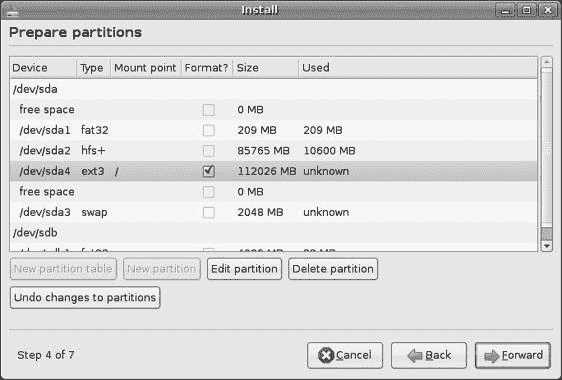 Install
Prepare partitions
Device Type Mount point Format? Size Used
/dev/sda
free space 0 MB
/dev/sda1 fat32 209 MB 209 MB
/dev/sda2 hfs+ 85765 MB 10600 MB
/dev/sda4 ext3 / 112026 MB unknown
free space 0 MB
/dev/sda3 swap 2048 MB unknown
/dev/sdb
New partition table New partition Edit partition Delete partition
Undo changes to partitions
Step 4 of 7 Cancel Back Forward